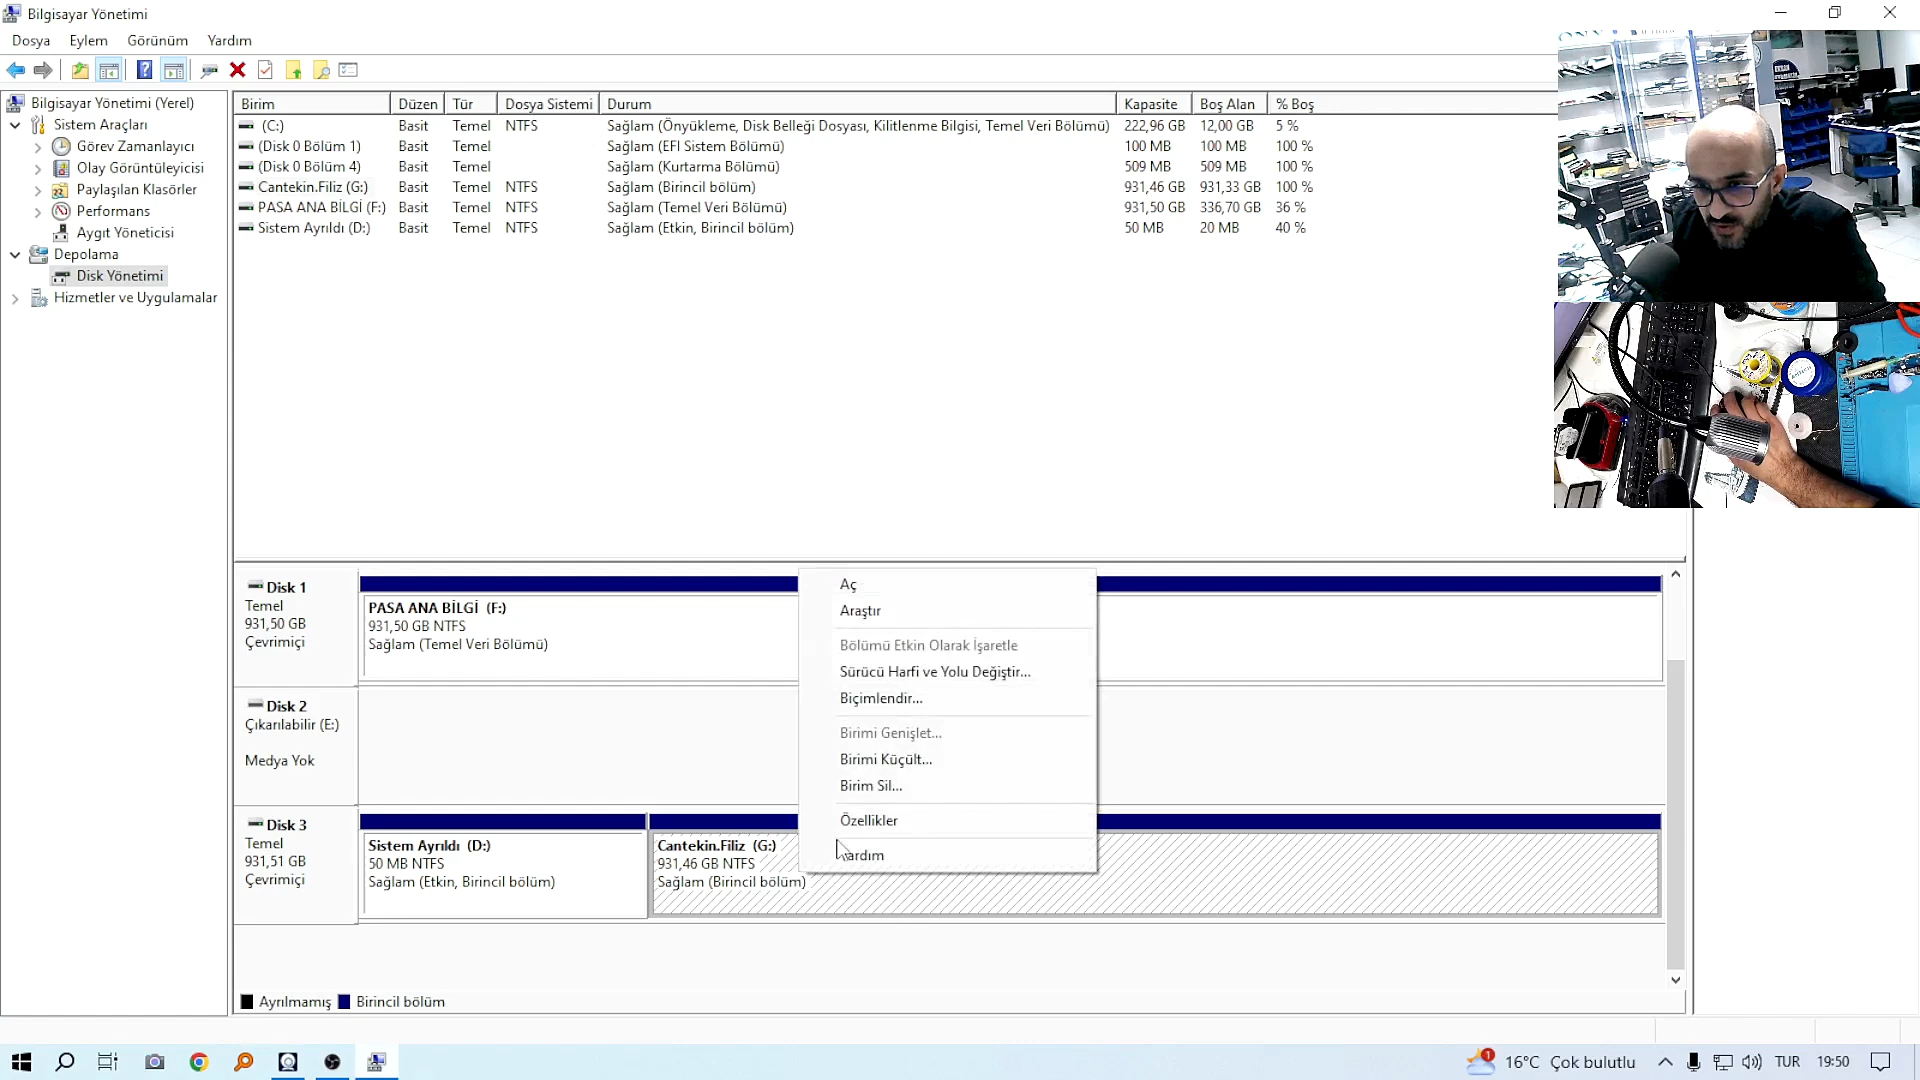 Bilgisayar Yönetimi
Dosya Eylem Görünüm Yardım
Bilgisayar Yönetimi (Yerel)
Sistem Araçları
Görev Zamanlayıcı
Olay Görüntüleyicisi
Paylaşılan Klasörler
Performans
Aygıt Yöneticisi
Depolama
Disk Yönetimi
Hizmetler ve Uygulamalar
Birim Düzen Tür Dosya Sistemi Durum Kapasite Boş Alan % Boş
(C:) Basit Temel NTFS Sağlam (Önyükleme, Disk Belleği Dosyası, Kilitlenme Bilgisi, Temel Veri Bölümü) 222,96 GB 12,00 GB 5 %
(Disk 0 Bölüm 1) Basit Temel Sağlam (EFI Sistem Bölümü) 100 MB 100 MB 100 %
(Disk 0 Bölüm 4) Basit Temel Sağlam (Kurtarma Bölümü) 509 MB 509 MB 100 %
Cantekin.Filiz (G:) Basit Temel NTFS Sağlam (Birincil bölüm) 931,46 GB 931,33 GB 100 %
PASA ANA BİLGİ (F:) Basit Temel NTFS Sağlam (Temel Veri Bölümü) 931,50 GB 336,70 GB 36 %
Sistem Ayrıldı (D:) Basit Temel NTFS Sağlam (Etkin, Birincil bölüm) 50 MB 20 MB 40 %
Disk 1
Temel
931,50 GB
Çevrimiçi
PASA ANA BİLGİ (F:)
931,50 GB NTFS
Sağlam (Temel Veri Bölümü)
Disk 2
Çıkarılabilir (E:)
Medya Yok
Disk 3
Temel
931,51 GB
Çevrimiçi
Sistem Ayrıldı (D:)
50 MB NTFS
Sağlam (Etkin, Birincil bölüm)
Cantekin.Filiz (G:)
931,46 GB NTFS
Sağlam (Birincil bölüm)
Aç
Araştır
Bölümü Etkin Olarak İşaretle
Sürücü Harfi ve Yolu Değiştir...
Biçimlendir...
Birimi Genişlet...
Birimi Küçült...
Birim Sil...
Özellikler
Yardım
Ayrılmamış Birincil bölüm
1 16°C Çok bulutlu TUR 19:50